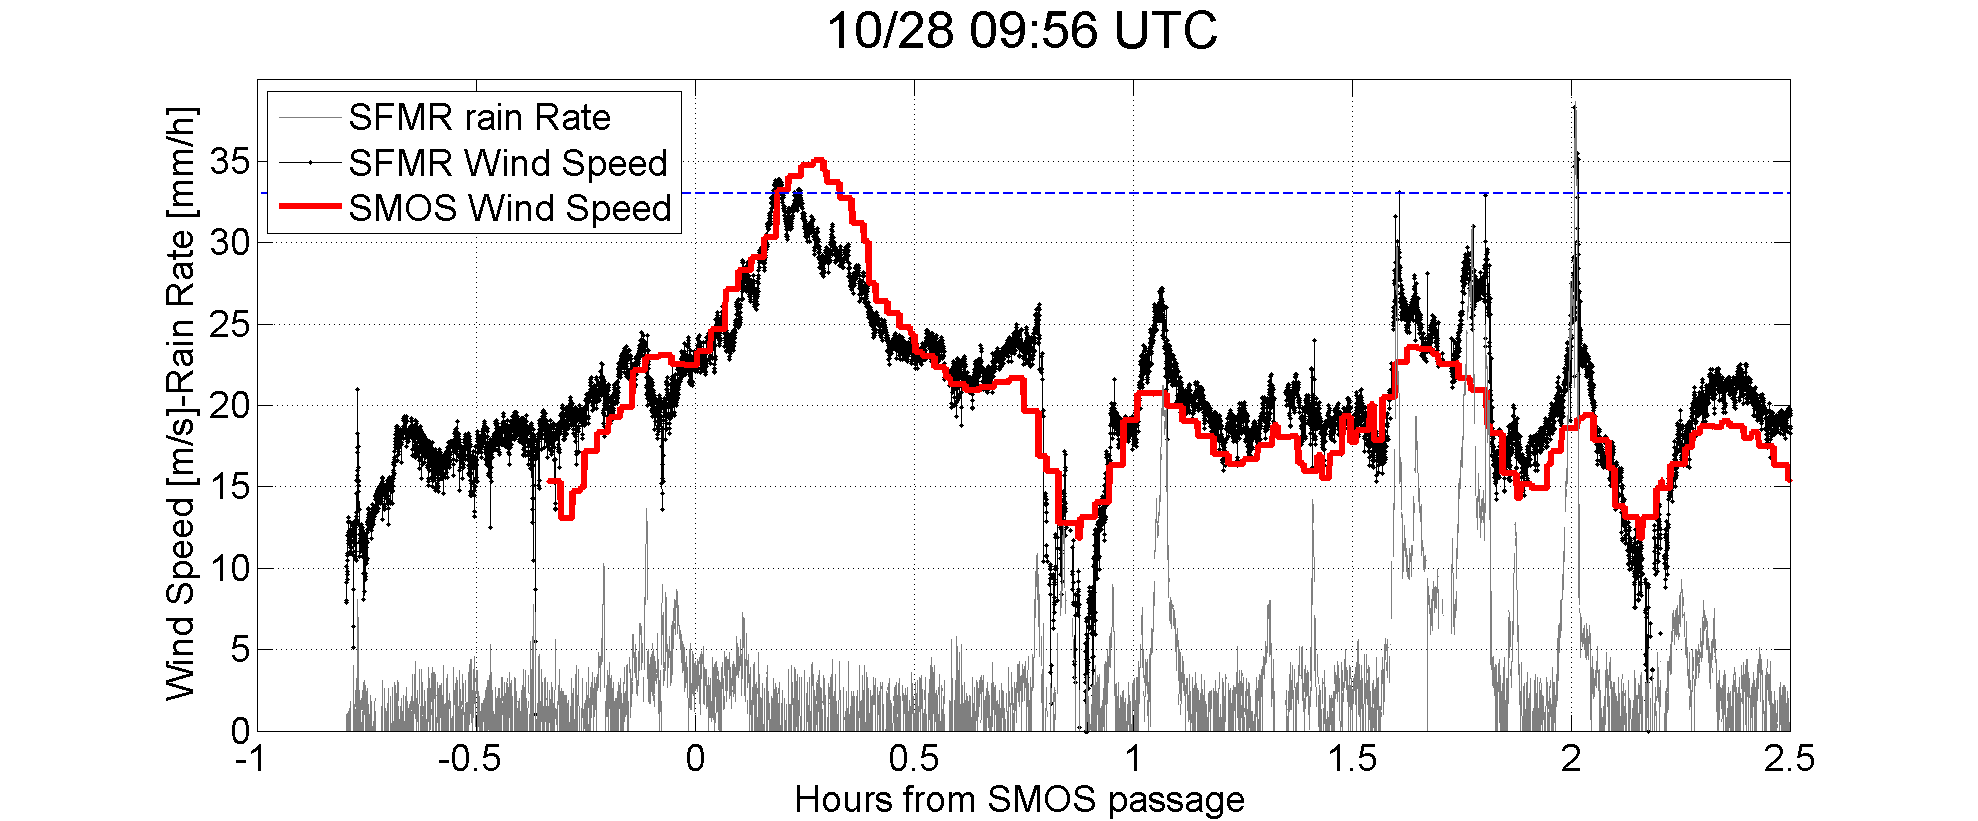 10/28 09:56 UTC
SFMR rain Rate
SFMR Wind Speed
SMOS Wind Speed
Wind Speed [m/s]-Rain Rate [mm/h]
35
30
25
20
15
10
5
0
-1 -0.5 0 0.5 1 1.5 2 2.5
Hours from SMOS passage